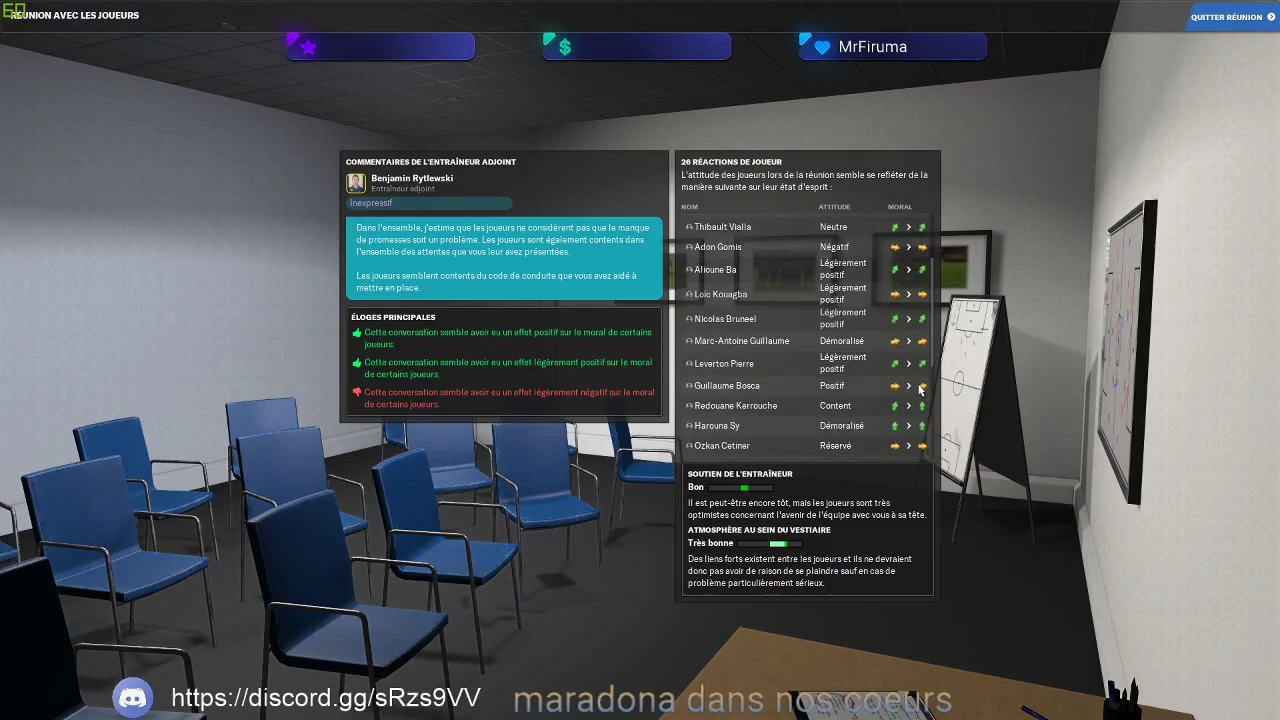 RÉUNION AVEC LES JOUEURS
QUITTER RÉUNION
MrFiruma
COMMENTAIRES DE L'ENTRAÎNEUR ADJOINT
Benjamin Rytlewski
Entraîneur adjoint
Inexpressif
Dans l'ensemble, j'estime que les joueurs ne considèrent pas que le manque
de promesses soit un problème. Les joueurs sont également contents dans
l'ensemble des attentes que vous leur avez présentées.
Les joueurs semblent contents du code de conduite que vous avez aidé à
mettre en place.
ÉLOGES PRINCIPALES
Cette conversation semble avoir eu un effet positif sur le moral de certains
joueurs.
Cette conversation semble avoir eu un effet légèrement positif sur le moral
de certains joueurs.
Cette conversation semble avoir eu un effet légèrement négatif sur le moral
de certains joueurs.
26 RÉACTIONS DE JOUEUR
L'attitude des joueurs lors de la réunion semble se refléter de la
manière suivante sur leur état d'esprit :
NOM ATTITUDE MORAL
Thibault Vialla Neutre
Adon Gomis Négatif
Alioune Ba Légèrement
positif
Loïc Kouagba Légèrement
positif
Nicolas Bruneel Légèrement
positif
Marc-Antoine Guillaume Démoralisé
Leverton Pierre Légèrement
positif
Guillaume Bosca Positif
Redouane Kerrouche Content
Harouna Sy Démoralisé
Ozkan Cetiner Réservé
SOUTIEN DE L'ENTRAÎNEUR
Bon
Il est peut-être encore tôt, mais les joueurs sont très
optimistes concernant l'avenir de l'équipe avec vous à sa tête.
ATMOSPHÈRE AU SEIN DU VESTIAIRE
Très bonne
Des liens forts existent entre les joueurs et ils ne devraient
donc pas avoir de raison de se plaindre sauf en cas de
problème particulièrement sérieux.
https://discord.gg/sRzs9VV
maradona dans nos coeurs